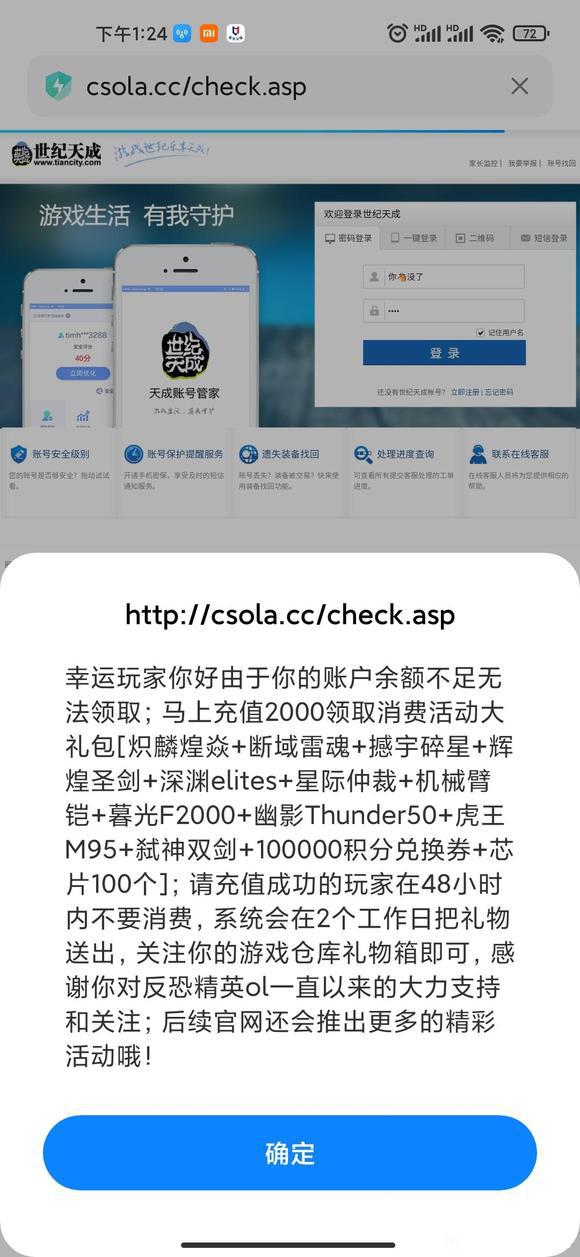 下午1:24
HD HD 72
csola.cc/check.asp
世纪天成
www.tiancity.com
游戏世纪乐享天成!
家长监控 | 我要举报 | 账号找回
游戏生活 有我守护
欢迎登录世纪天成
密码登录 一键登录 二维码 短信登录
你🐴没了
••••
记住用户名
登 录
还没有世纪天成帐号? 立即注册 | 忘记密码
timh***3288
安全评分
40分
立即优化
世纪天成
天成账号管家
账号安全级别
您的账号是否够安全?拖动试试看。
账号保护提醒服务
开通手机密保,享受及时的短信通知服务。
遗失装备找回
账号丢失?装备被交易?快来使用装备找回功能。
处理进度查询
可查看所有提交客服处理的工单进度。
联系在线客服
在线客服人员将为您提供相应的帮助。
http://csola.cc/check.asp
幸运玩家你好由于你的账户余额不足无
法领取;马上充值2000领取消费活动大
礼包[炽麟煌焱+断域雷魂+撼宇碎星+辉
煌圣剑+深渊elites+星际仲裁+机械臂
铠+暮光F2000+幽影Thunder50+虎王
M95+弑神双剑+100000积分兑换券+芯
片100个];请充值成功的玩家在48小时
内不要消费,系统会在2个工作日把礼物
送出,关注你的游戏仓库礼物箱即可,感
谢你对反恐精英ol一直以来的大力支持
和关注;后续官网还会推出更多的精彩
活动哦!
确定